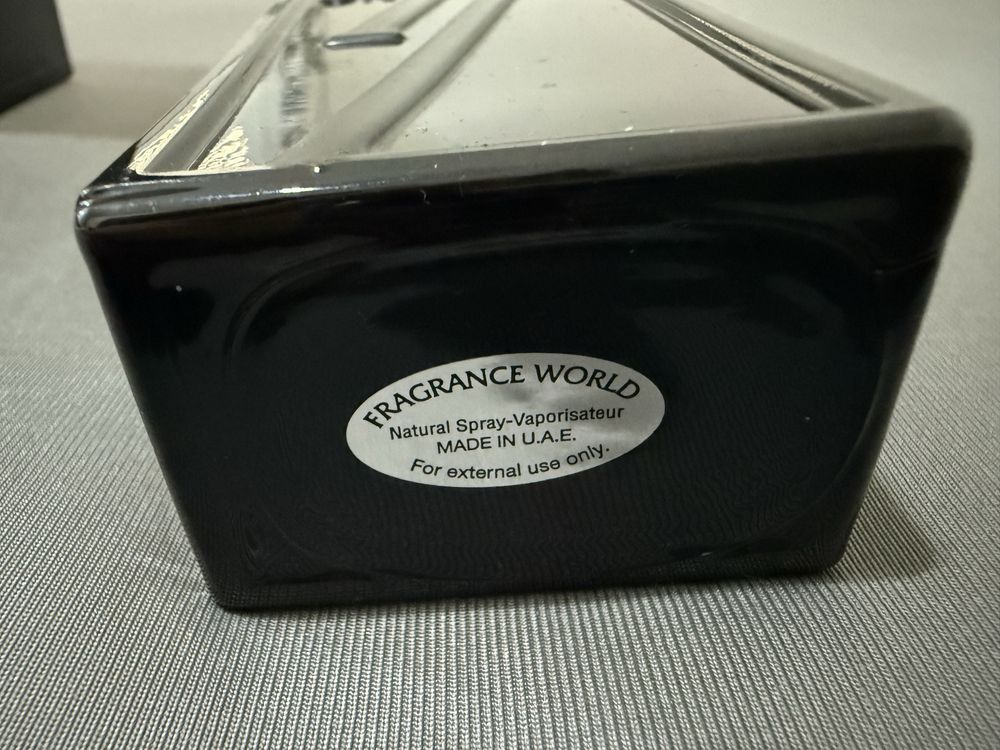 FRAGRANCE WORLD
Natural Spray-Vaporisateur
MADE IN U.A.E.
For external use only.